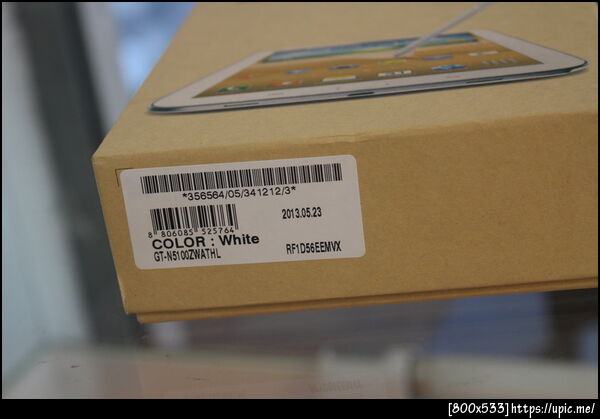 *356564/05/341212/3*
2013.05.23
8 806085 525764
COLOR : White
GT-N5100ZWATHL
RF1D56EEMVX
[800x533]https://upic.me/